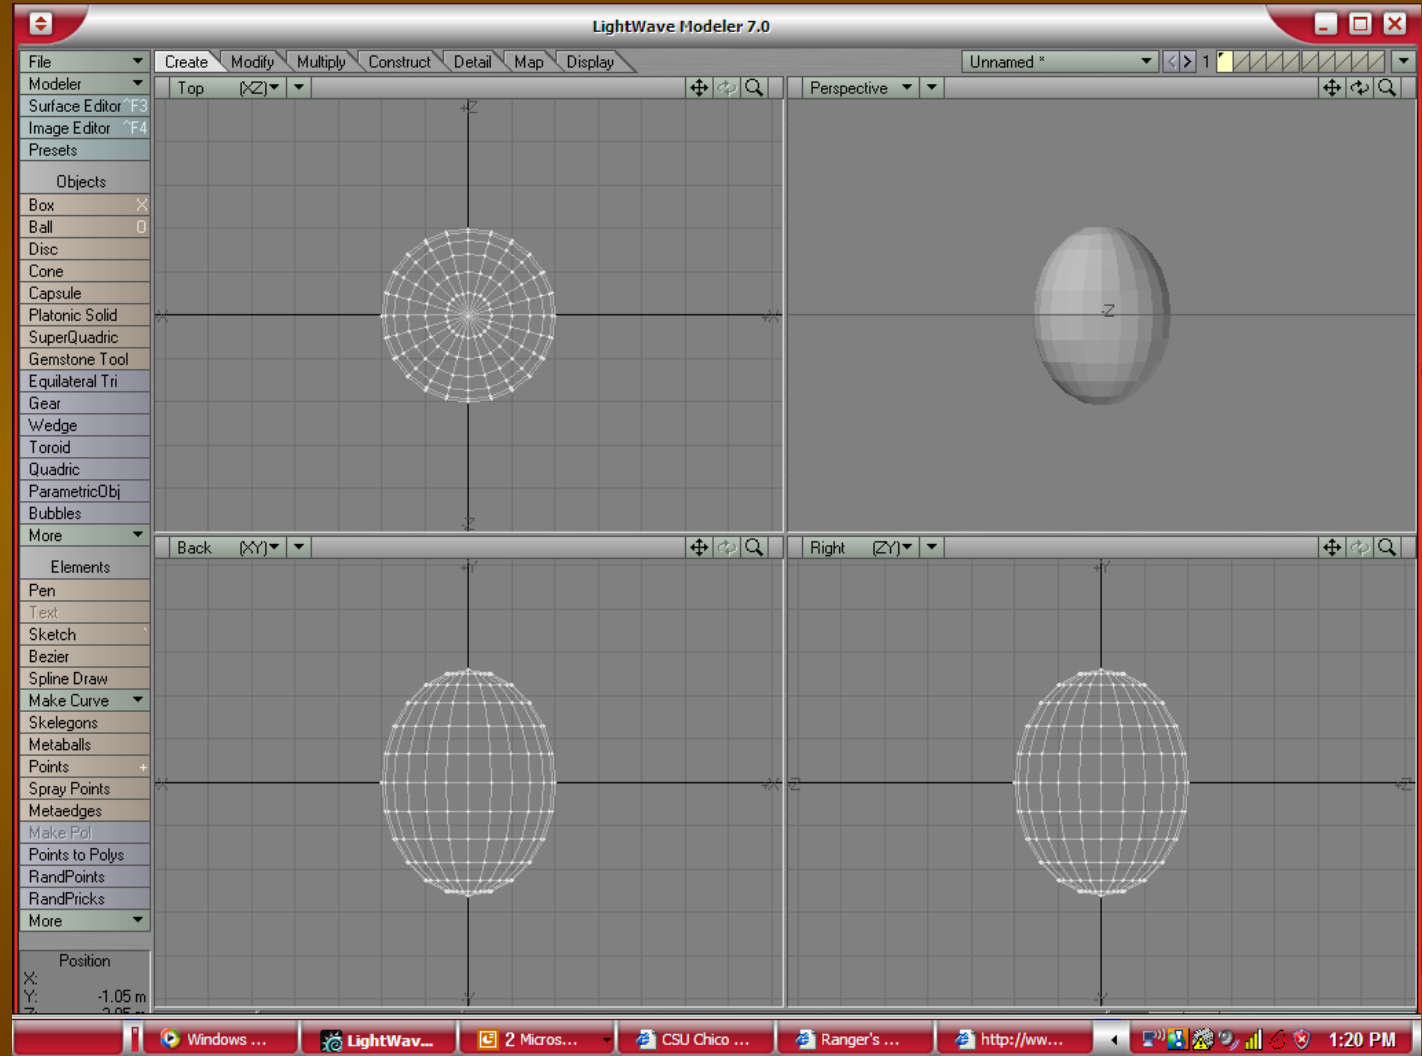 LightWave Modeler 7.0
File
Create Modify Multiply Construct Detail Map Display
Unnamed *
1
Modeler
Surface Editor ^F3
Image Editor ^F4
Presets
Objects
Box X
Ball O
Disc
Cone
Capsule
Platonic Solid
SuperQuadric
Gemstone Tool
Equilateral Tri
Gear
Wedge
Toroid
Quadric
ParametricObj
Bubbles
More
Elements
Pen
Text
Sketch `
Bezier
Spline Draw
Make Curve
Skelegons
Metaballs
Points +
Spray Points
Metaedges
Make Pol
Points to Polys
RandPoints
RandPricks
More
Position
X:
Y: -1.05 m
Top (XZ)
+Z
-X
+X
-Z
Perspective
-Z
Back (XY)
+Y
-X
+X
-Y
Right (ZY)
+Y
-Z
+Z
-Y
Windows ...
LightWav...
2 Micros...
CSU Chico ...
Ranger's ...
http://ww...
1:20 PM